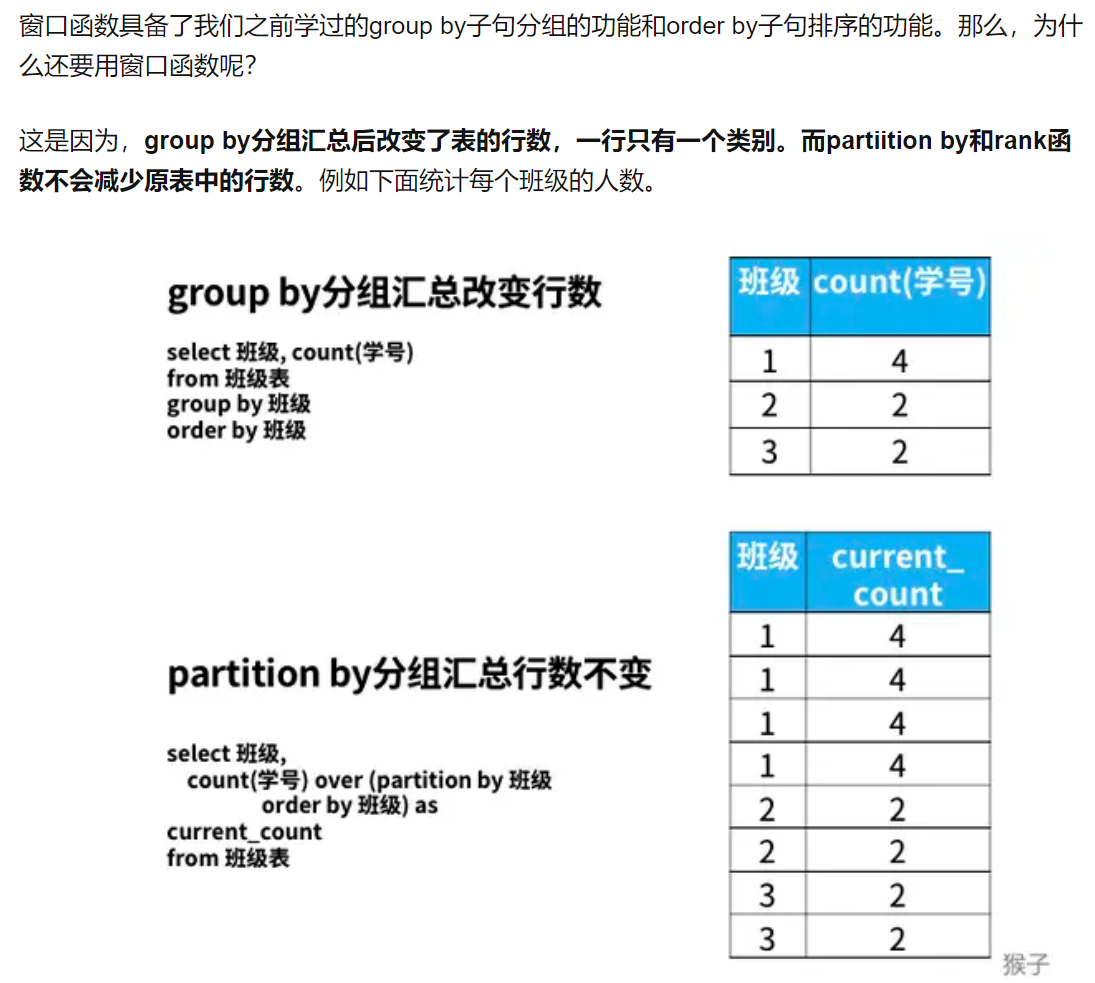 窗口函数具备了我们之前学过的group by子句分组的功能和order by子句排序的功能。那么，为什
么还要用窗口函数呢？
这是因为，group by分组汇总后改变了表的行数，一行只有一个类别。而partiition by和rank函
数不会减少原表中的行数。例如下面统计每个班级的人数。
group by分组汇总改变行数
select 班级, count(学号)
from 班级表
group by 班级
order by 班级
班级 count(学号)
1 4
2 2
3 2
partition by分组汇总行数不变
select 班级,
count(学号) over (partition by 班级
order by 班级) as
current_count
from 班级表
班级 current_
count
1 4
1 4
1 4
1 4
2 2
2 2
3 2
3 2
猴子